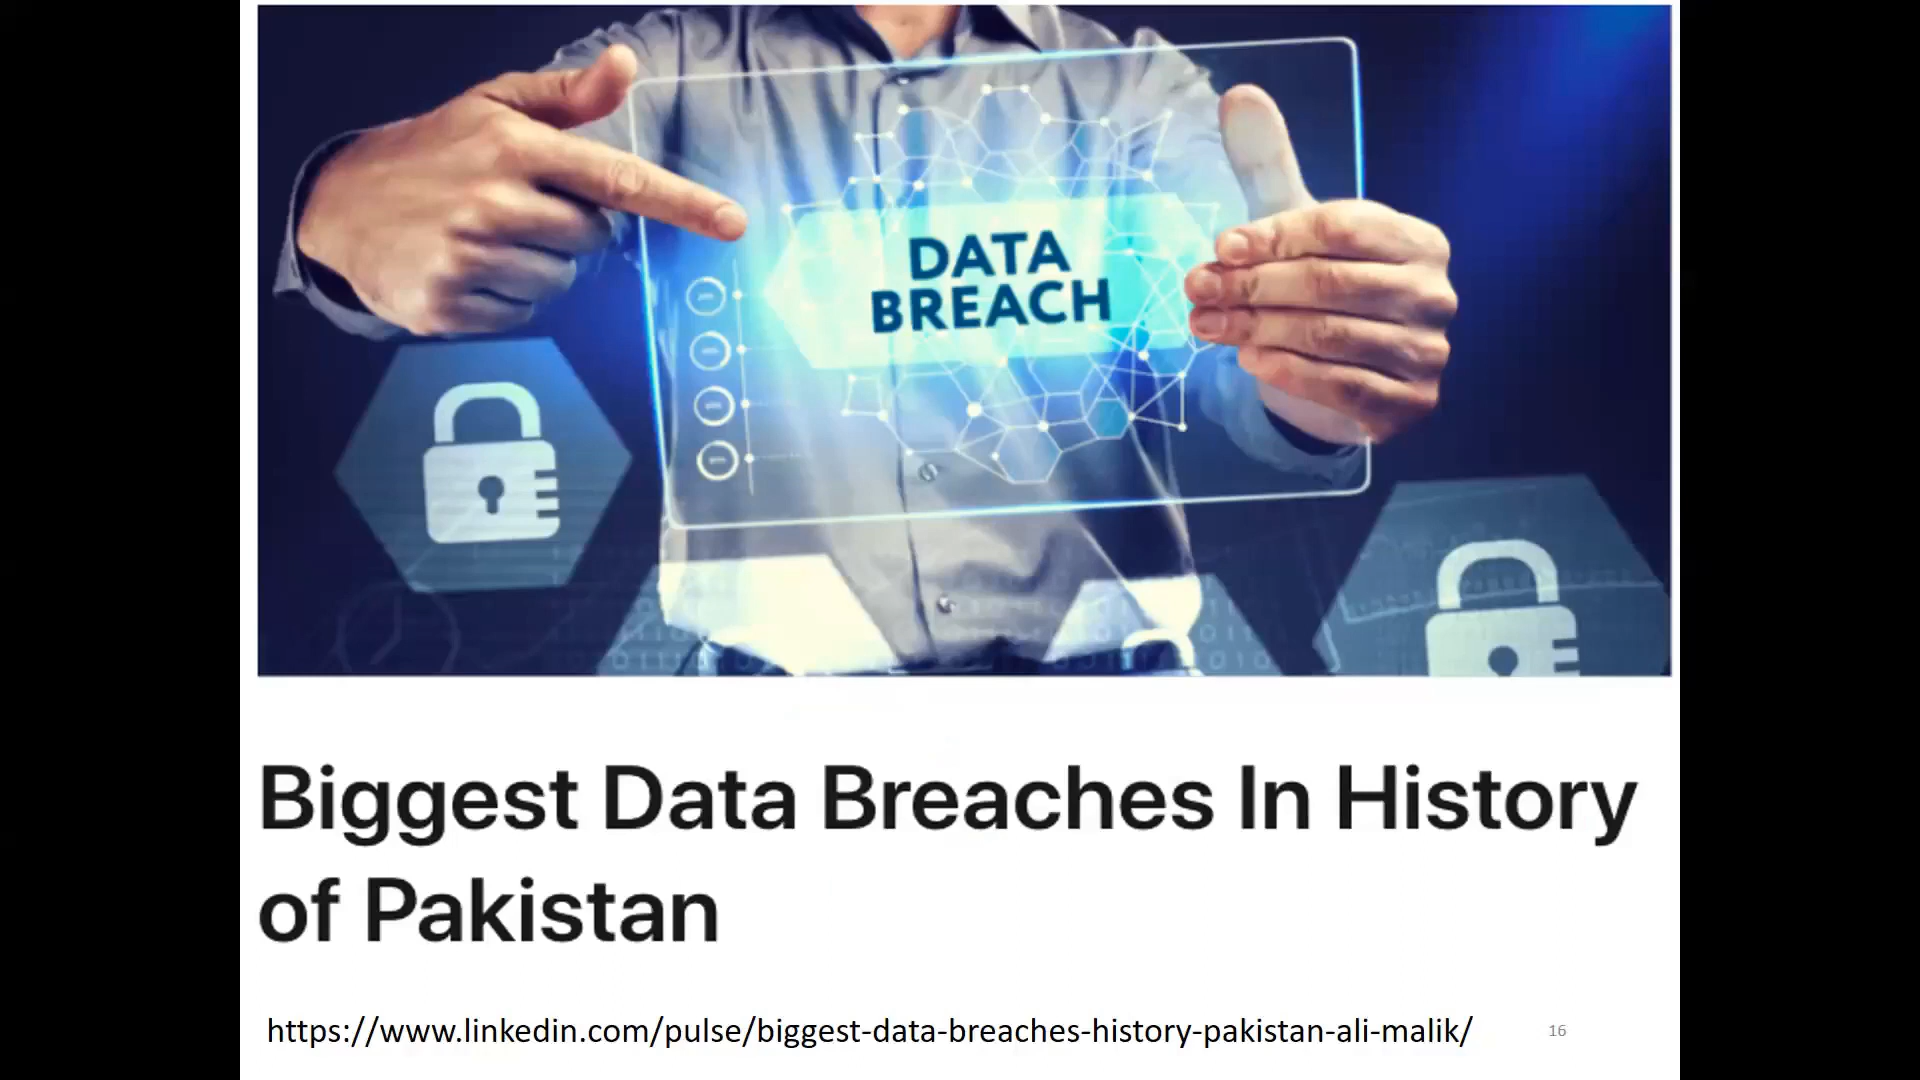 DATA
BREACH
Biggest Data Breaches In History
of Pakistan
https://www.linkedin.com/pulse/biggest-data-breaches-history-pakistan-ali-malik/
16